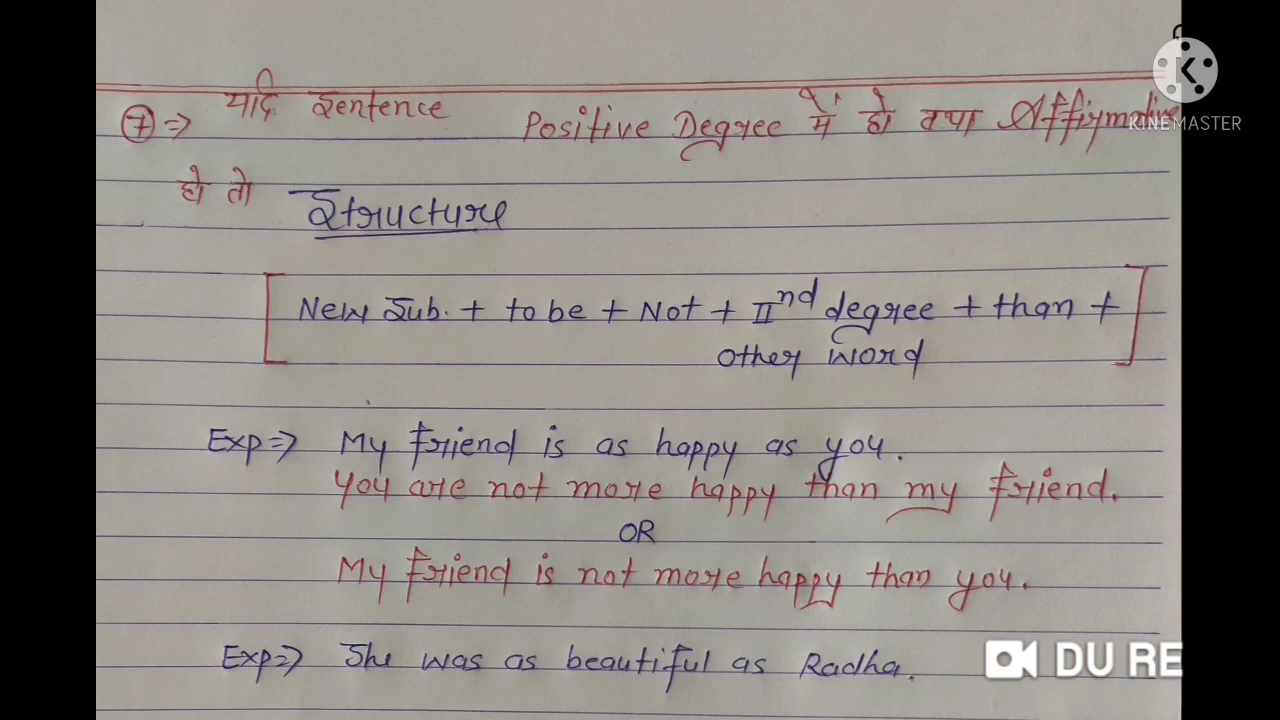 ⑦⇒ यदि Sentence Positive Degree में हो तथा Affirmative
हो तो Structure
[New Sub. + to be + Not + IInd degree + than +
other word]
Exp⇒ My friend is as happy as you.
You are not more happy than my friend.
OR
My friend is not more happy than you.
Exp⇒ She was as beautiful as Radha.
KINEMASTER
DU RE